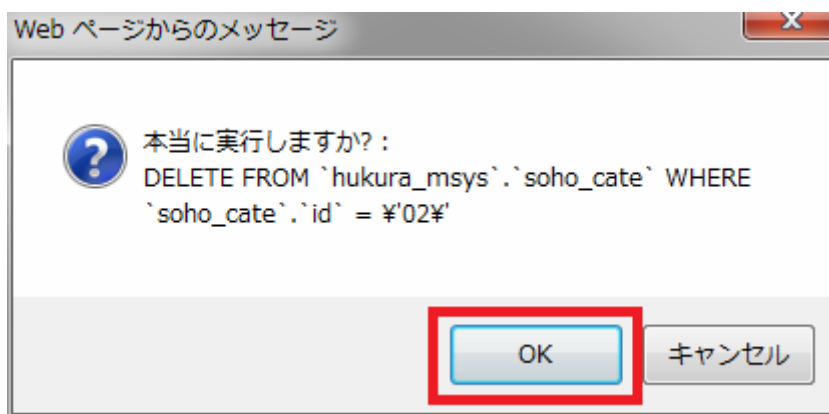 Web ページからのメッセージ
本当に実行しますか? :
DELETE FROM `hukura_msys`.`soho_cate` WHERE
`soho_cate`.`id` = ¥'02¥'
OK
キャンセル